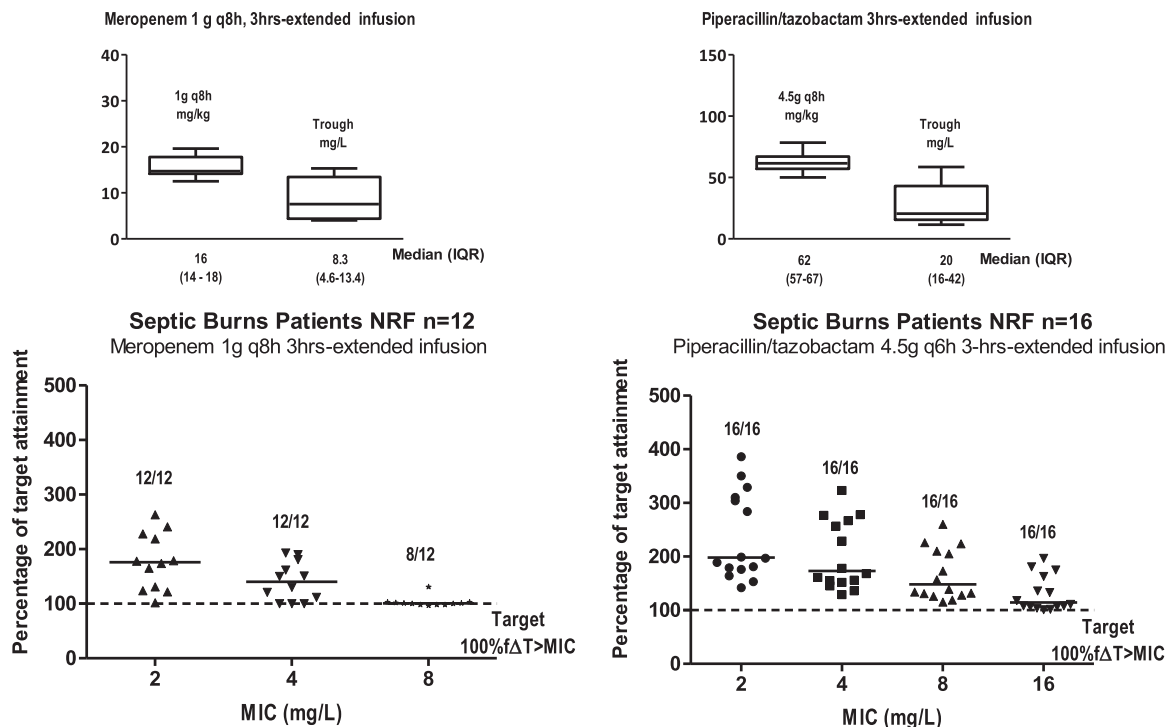 Meropenem 1 g q8h, 3hrs-extended infusion
40
30
20
10
0
1g q8h
mg/kg
Trough
mg/L
16
(14 - 18)
8.3
(4.6-13.4)
Median (IQR)
Piperacillin/tazobactam 3hrs-extended infusion
150
100
50
0
4.5g q8h
mg/kg
Trough
mg/L
62
(57-67)
20
(16-42)
Median (IQR)
Septic Burns Patients NRF n=12
Meropenem 1g q8h 3hrs-extended infusion
Percentage of target attainment
500
400
300
200
100
0
12/12
12/12
8/12
*
Target
100%fΔT>MIC
2
4
8
MIC (mg/L)
Septic Burns Patients NRF n=16
Piperacillin/tazobactam 4.5g q6h 3-hrs-extended infusion
Percentage of target attainment
500
400
300
200
100
0
16/16
16/16
16/16
16/16
Target
100%fΔT>MIC
2
4
8
16
MIC (mg/L)